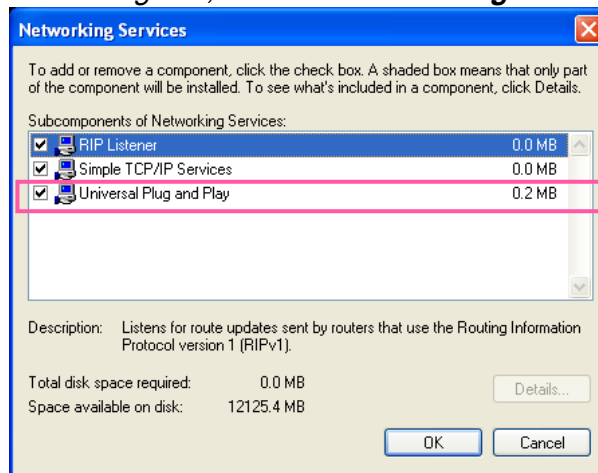 Networking Services
To add or remove a component, click the check box. A shaded box means that only part
of the component will be installed. To see what's included in a component, click Details.
Subcomponents of Networking Services:
RIP Listener 0.0 MB
Simple TCP/IP Services 0.0 MB
Universal Plug and Play 0.2 MB
Description: Listens for route updates sent by routers that use the Routing Information
Protocol version 1 (RIPv1).
Total disk space required: 0.0 MB
Details...
Space available on disk: 12125.4 MB
OK Cancel